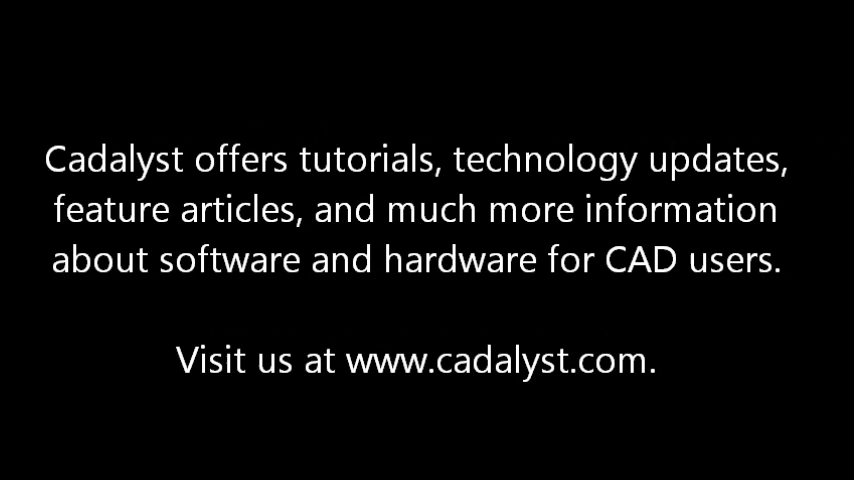 Cadalyst offers tutorials, technology updates,
feature articles, and much more information
about software and hardware for CAD users.
Visit us at www.cadalyst.com.